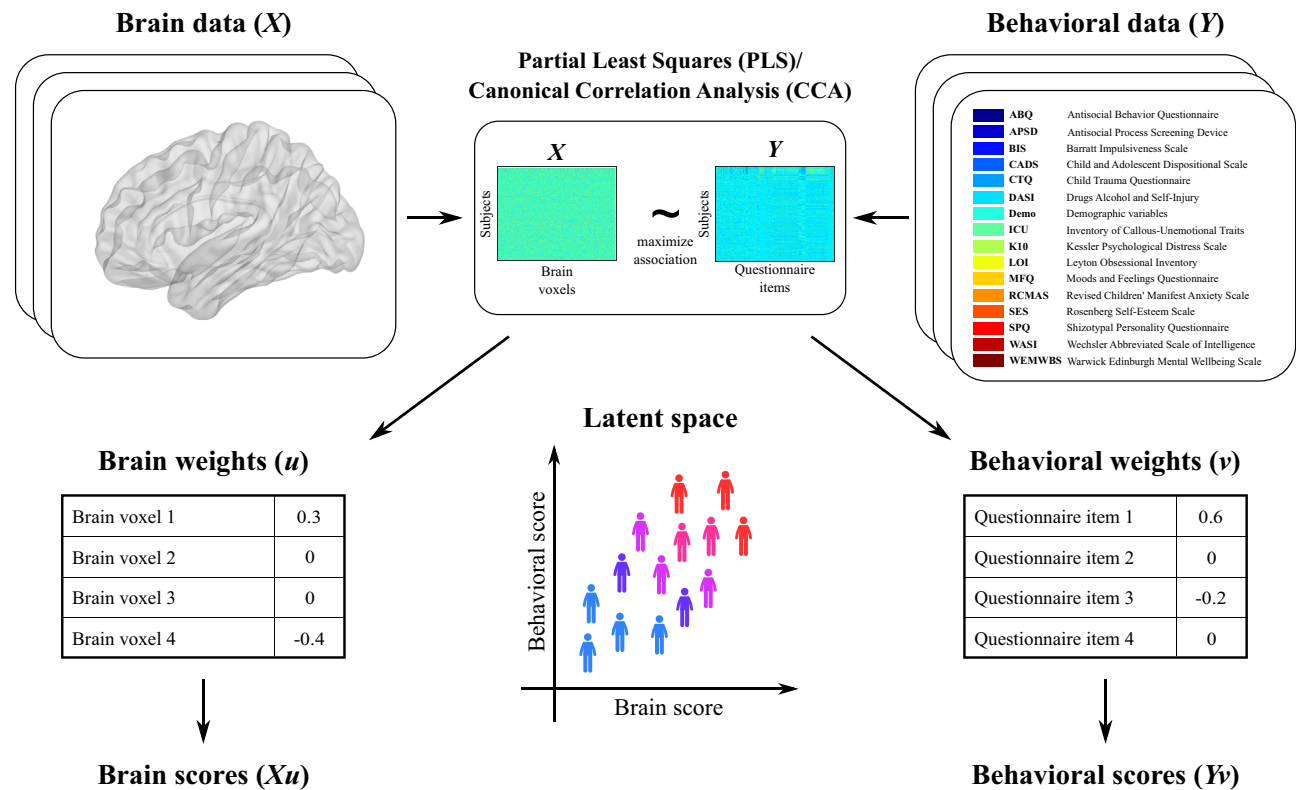 Brain data (X)
Behavioral data (Y)
Partial Least Squares (PLS)/
Canonical Correlation Analysis (CCA)
X
Y
Subjects
~
Subjects
maximize
association
Brain
voxels
Questionnaire
items
ABQ Antisocial Behavior Questionnaire
APSD Antisocial Process Screening Device
BIS Barratt Impulsiveness Scale
CADS Child and Adolescent Dispositional Scale
CTQ Child Trauma Questionnaire
DASI Drugs Alcohol and Self-Injury
Demo Demographic variables
ICU Inventory of Callous-Unemotional Traits
K10 Kessler Psychological Distress Scale
LOI Leyton Obsessional Inventory
MFQ Moods and Feelings Questionnaire
RCMAS Revised Children' Manifest Anxiety Scale
SES Rosenberg Self-Esteem Scale
SPQ Shizotypal Personality Questionnaire
WASI Wechsler Abbreviated Scale of Intelligence
WEMWBS Warwick Edinburgh Mental Wellbeing Scale
Brain weights (u)
Brain voxel 1 0.3
Brain voxel 2 0
Brain voxel 3 0
Brain voxel 4 -0.4
Brain scores (Xu)
Latent space
Behavioral score
Brain score
Behavioral weights (v)
Questionnaire item 1 0.6
Questionnaire item 2 0
Questionnaire item 3 -0.2
Questionnaire item 4 0
Behavioral scores (Yv)